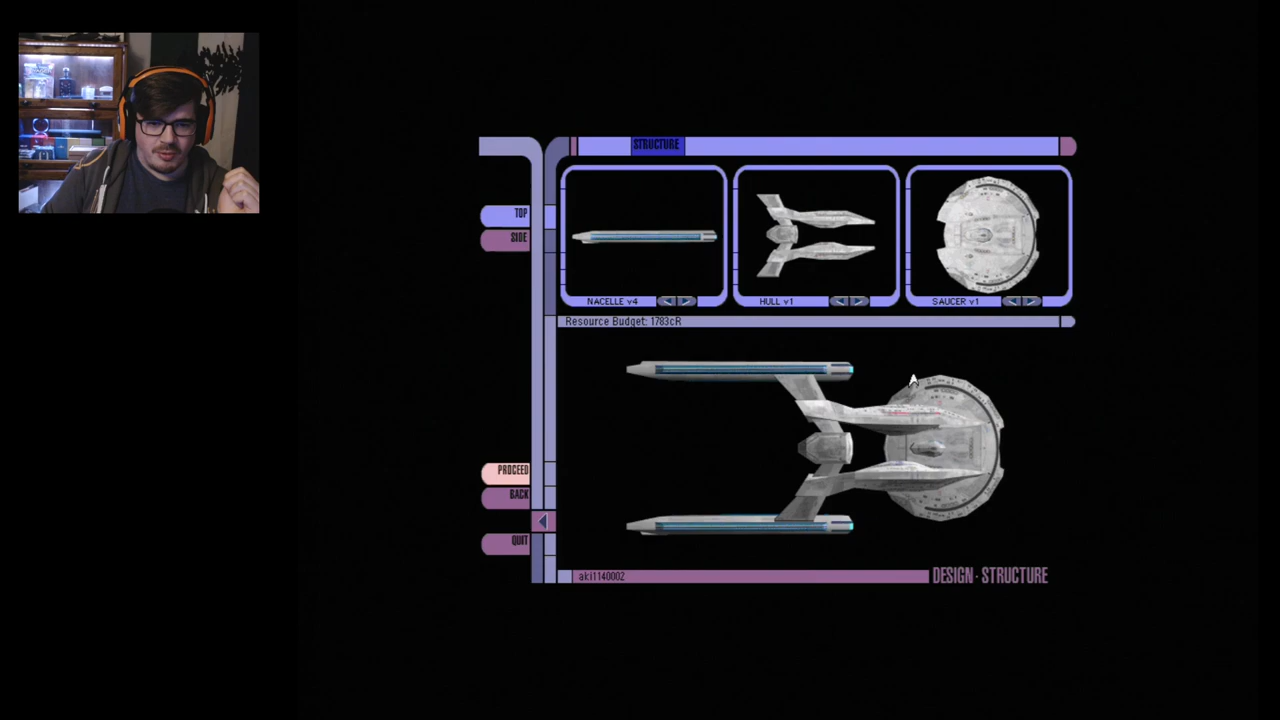 STRUCTURE
TOP
SIDE
NACELLE v4
HULL v1
SAUCER v1
Resource Budget: 1783cR
PROCEED
BACK
QUIT
aki1140002
DESIGN · STRUCTURE